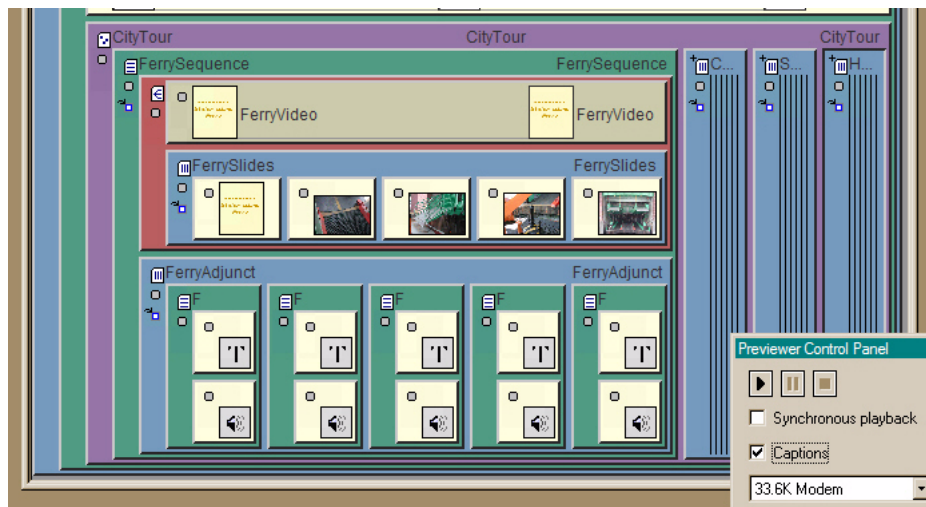 CityTour CityTour CityTour
FerrySequence FerrySequence C... S... H...
FerryVideo FerryVideo
FerrySlides FerrySlides
FerryAdjunct FerryAdjunct
F F F F F
T T T T T
Previewer Control Panel
Synchronous playback
Captions
33.6K Modem